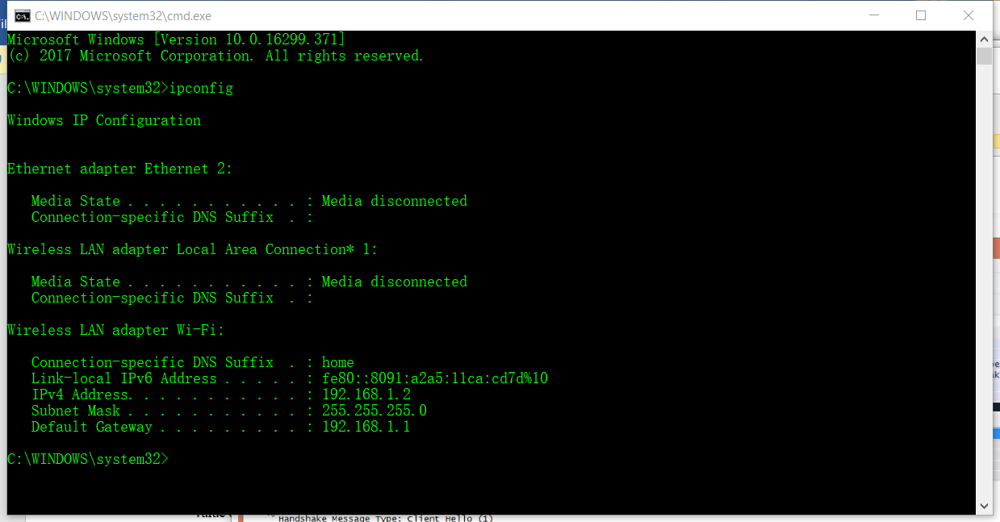 C:\WINDOWS\system32\cmd.exe
Microsoft Windows [Version 10.0.16299.371]
(c) 2017 Microsoft Corporation. All rights reserved.
C:\WINDOWS\system32>ipconfig
Windows IP Configuration
Ethernet adapter Ethernet 2:
Media State . . . . . . . . . . . : Media disconnected
Connection-specific DNS Suffix  . :
Wireless LAN adapter Local Area Connection* 1:
Media State . . . . . . . . . . . : Media disconnected
Connection-specific DNS Suffix  . :
Wireless LAN adapter Wi-Fi:
Connection-specific DNS Suffix  . : home
Link-local IPv6 Address . . . . . : fe80::8091:a2a5:11ca:cd7d%10
IPv4 Address. . . . . . . . . . . : 192.168.1.2
Subnet Mask . . . . . . . . . . . : 255.255.255.0
Default Gateway . . . . . . . . . : 192.168.1.1
C:\WINDOWS\system32>
Handshake Message Type: Client Hello (1)